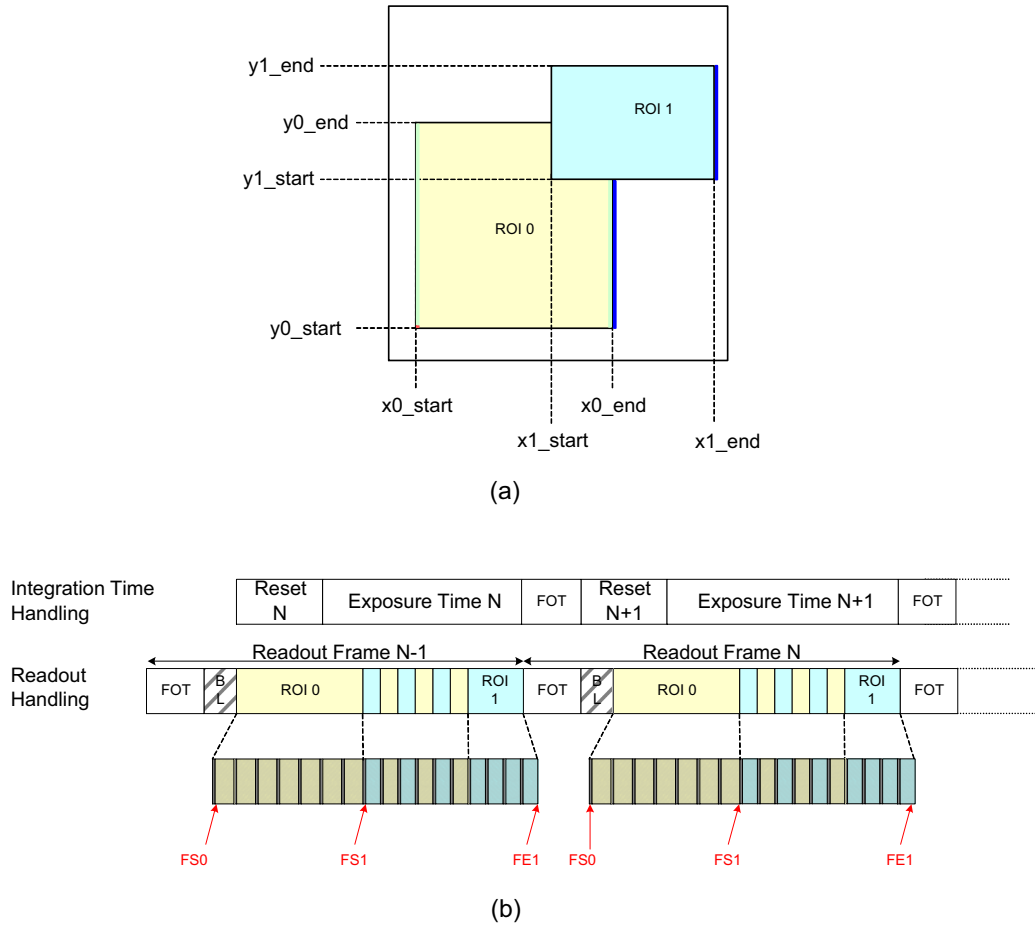 y1_end
ROI 1
y0_end
y1_start
ROI 0
y0_start
x0_start
x0_end
x1_start
x1_end
(a)
Integration Time
Handling
Reset
N
Exposure Time N
FOT
Reset
N+1
Exposure Time N+1
FOT
Readout Frame N-1
Readout Frame N
Readout
Handling
FOT
B
L
ROI 0
ROI
1
FOT
B
L
ROI 0
ROI
1
FOT
FS0
FS1
FE1
FS0
FS1
FE1
(b)